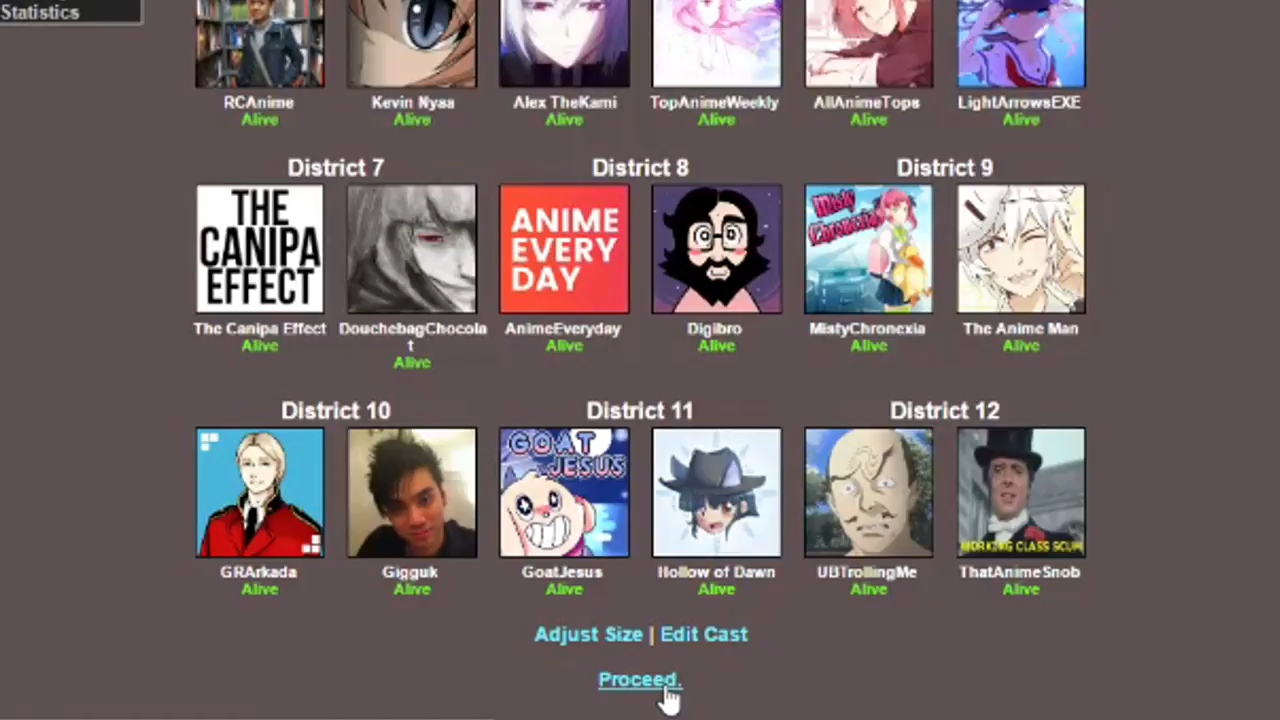 Statistics
RCAnime
Kevin Nyaa
Alex TheKami
TopAnimeWeekly
AllAnimeTops
LightArrowsEXE
Alive
Alive
Alive
Alive
Alive
Alive
District 7
District 8
District 9
THE
CANIPA
EFFECT
ANIME
EVERY
DAY
Misty
Chronexia
The Canipa Effect
DouchebagChocola
t
AnimeEveryday
Digibro
MistyChronexia
The Anime Man
Alive
Alive
Alive
Alive
Alive
Alive
District 10
District 11
District 12
GOAT
JESUS
WORKING CLASS SCUM
GRArkada
Gigguk
GoatJesus
Hollow of Dawn
UBTrollingMe
ThatAnimeSnob
Alive
Alive
Alive
Alive
Alive
Alive
Adjust Size | Edit Cast
Proceed.